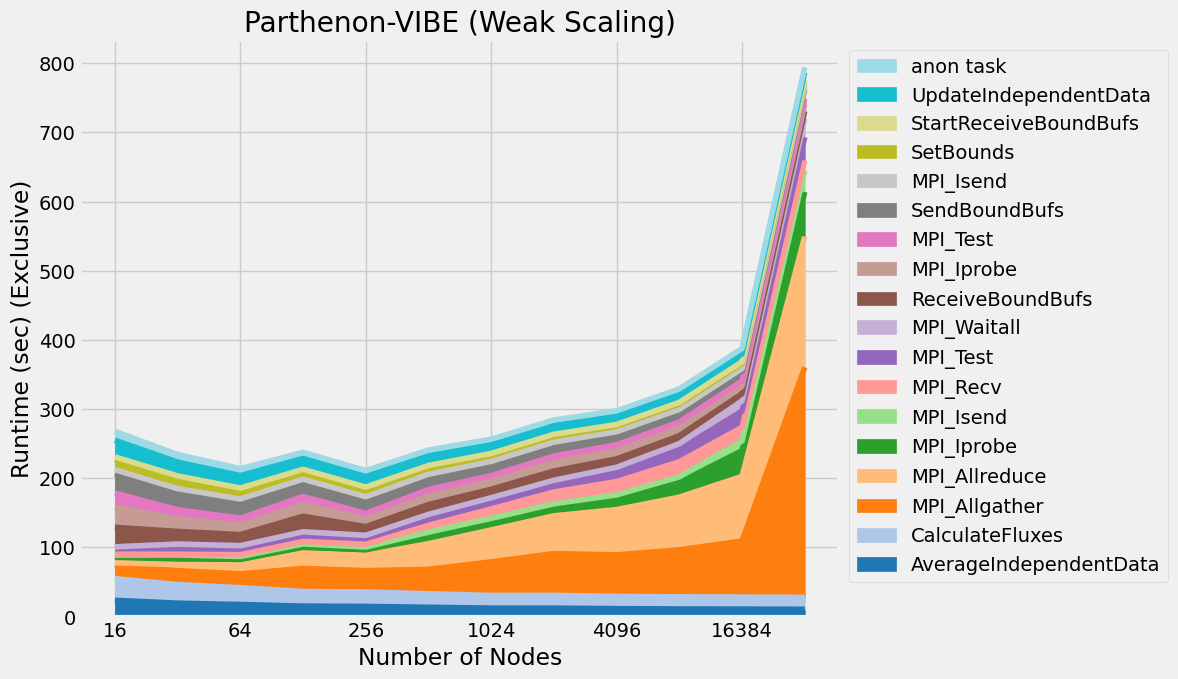 Parthenon-VIBE (Weak Scaling)
Runtime (sec) (Exclusive)
800
700
600
500
400
300
200
100
0
16
64
256
1024
4096
16384
Number of Nodes
anon task
UpdateIndependentData
StartReceiveBoundBufs
SetBounds
MPI_Isend
SendBoundBufs
MPI_Test
MPI_Iprobe
ReceiveBoundBufs
MPI_Waitall
MPI_Test
MPI_Recv
MPI_Isend
MPI_Iprobe
MPI_Allreduce
MPI_Allgather
CalculateFluxes
AverageIndependentData